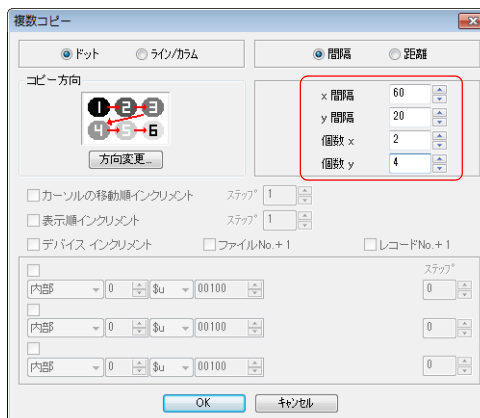 複数コピー
ドット ライン/カラム 間隔 距離
コピー方向
1 2 3
4 5 6
方向変更...
x 間隔 60
y 間隔 20
個数 x 2
個数 y 4
カーソルの移動順インクリメント ステップ 1
表示順インクリメント ステップ 1
デバイス インクリメント ファイルNo.+1 レコードNo.+1
ステップ
内部 0 $u 00100 0
内部 0 $u 00100 0
内部 0 $u 00100 0
OK キャンセル